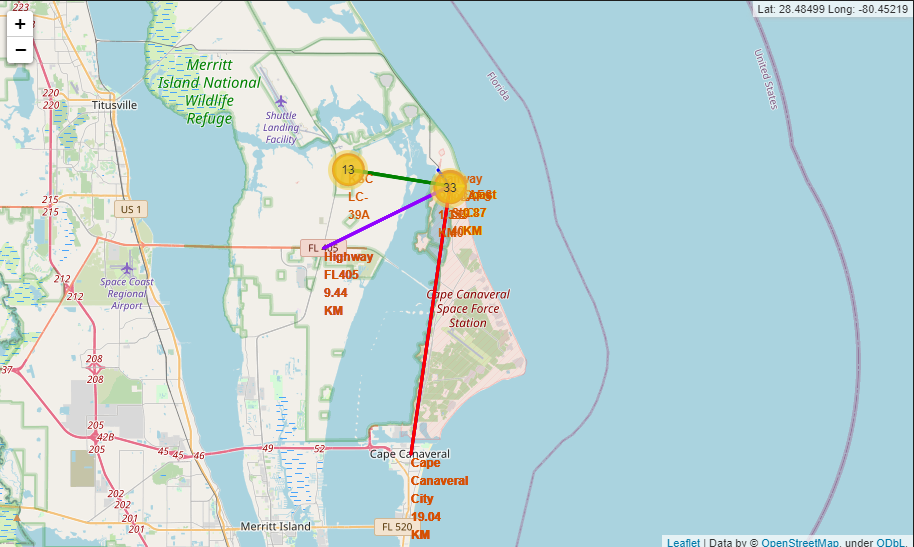 223
+
−
Lat: 28.48499 Long: -80.45219
Merritt
Island National
Wildlife
Refuge
220
220
Titusville
Shuttle
Landing
Facility
Florida
United States
13
33
LC-
39A
215
215
US 1
FL 405
Highway
FL405
9.44
KM
212
212
Space Coast
Regional
Airport
Cape Canaveral
Space Force
Station
208
208
37
205
42B
205
45
45
46
49
52
Cape Canaveral
Cape
Canaveral
City
19.04
KM
202
202
201
201
Merritt Island
FL 520
Leaflet | Data by © OpenStreetMap, under ODbL.